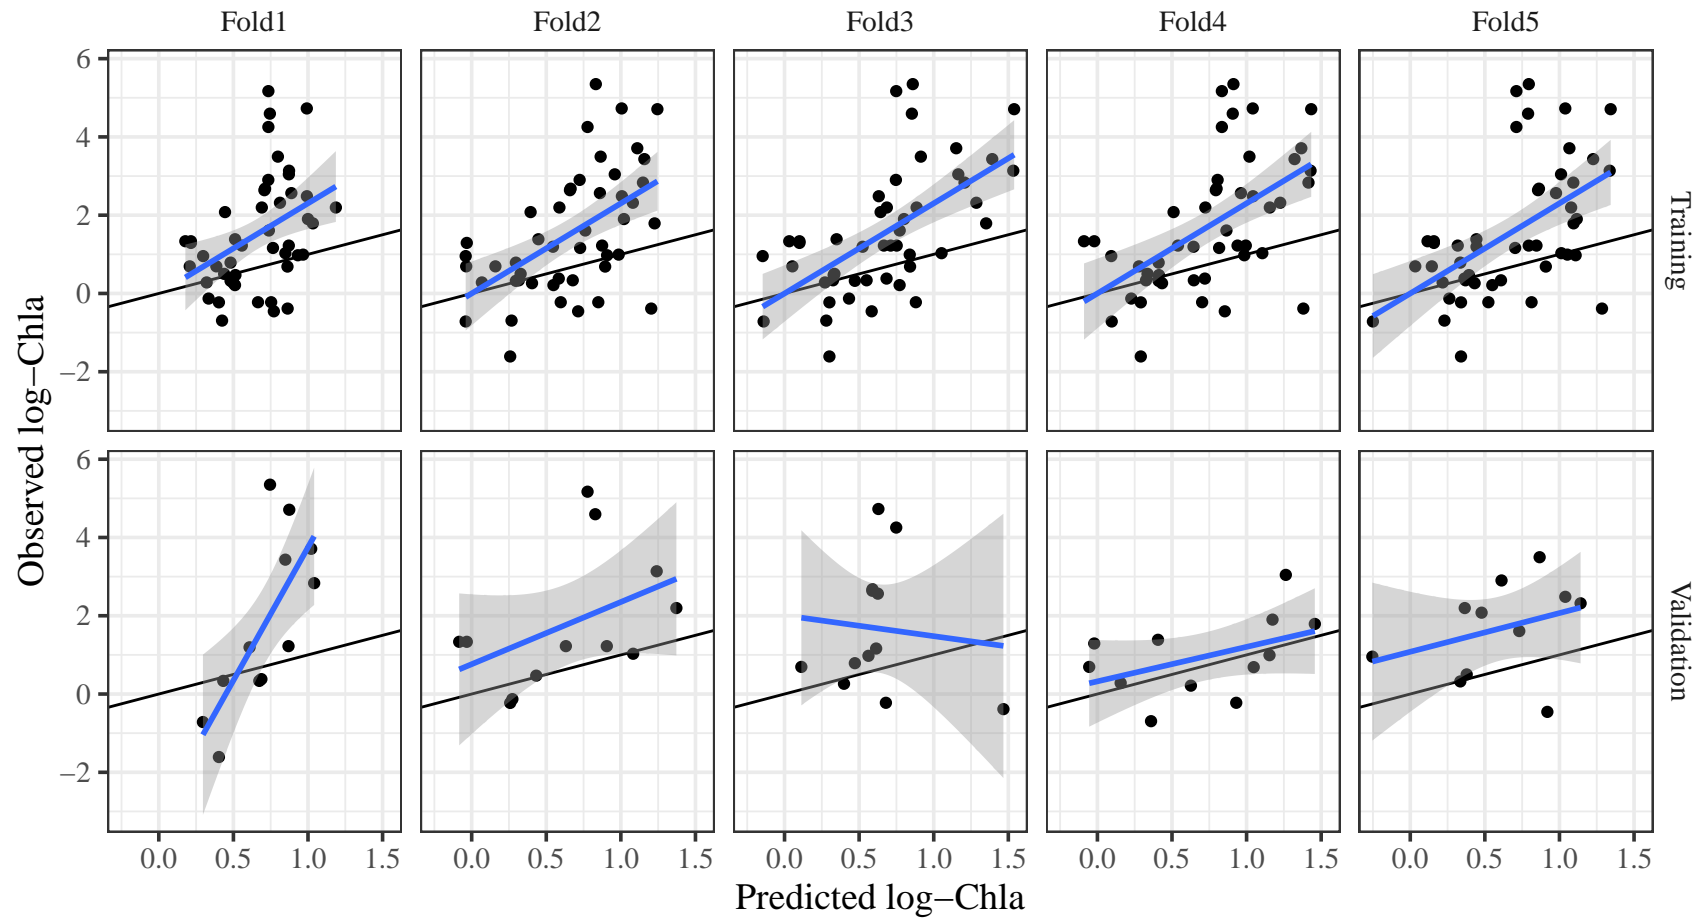 Fold1 Fold2 Fold3 Fold4 Fold5
6
4
2
0
−2
Training
Observed log−Chla
6
4
2
0
−2
Validation
0.0 0.5 1.0 1.5 0.0 0.5 1.0 1.5 0.0 0.5 1.0 1.5 0.0 0.5 1.0 1.5 0.0 0.5 1.0 1.5
Predicted log−Chla